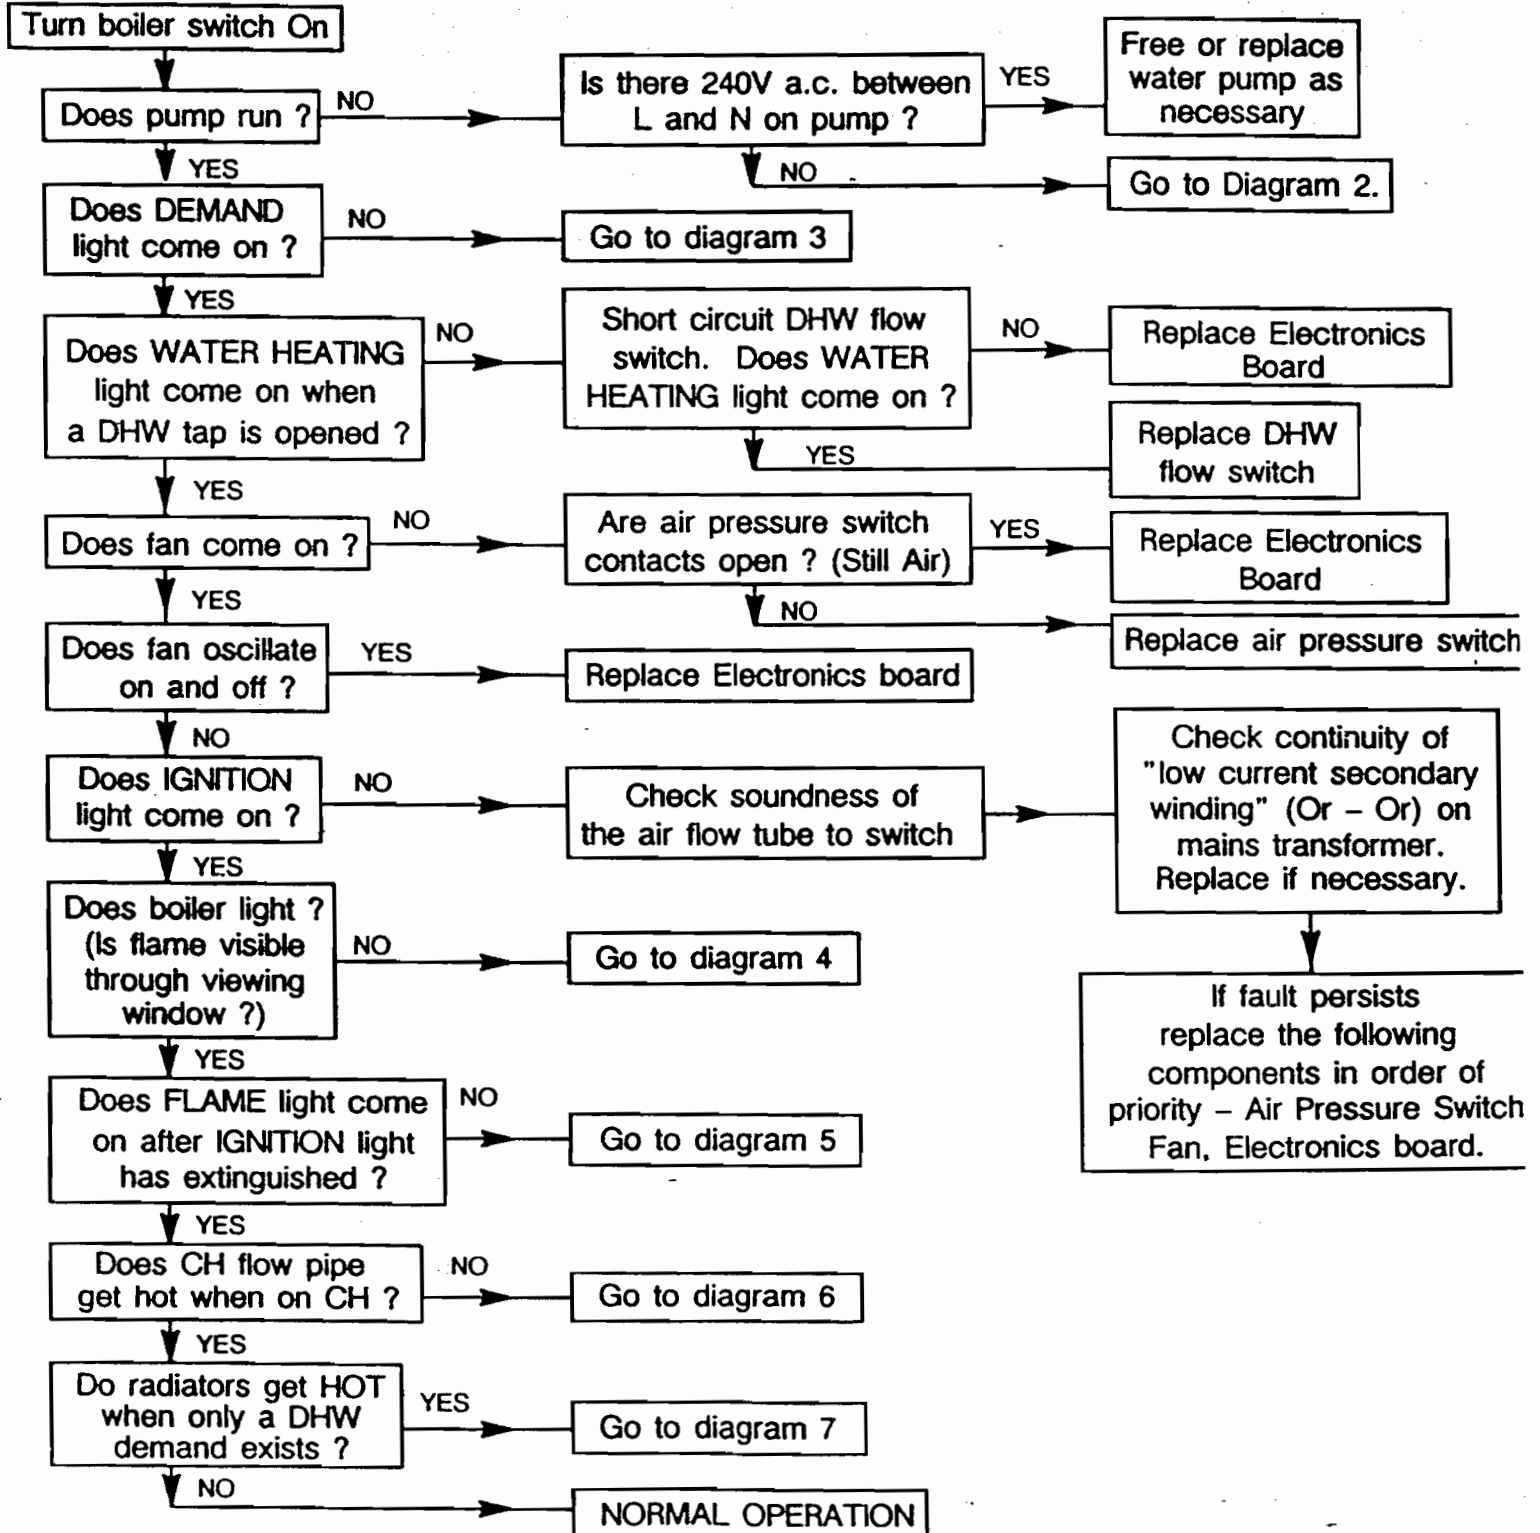 Turn boiler switch On
Does pump run ?
NO
Is there 240V a.c. between
L and N on pump ?
YES
Free or replace
water pump as
necessary
NO
Go to Diagram 2.
YES
Does DEMAND
light come on ?
NO
Go to diagram 3
YES
Does WATER HEATING
light come on when
a DHW tap is opened ?
NO
Short circuit DHW flow
switch. Does WATER
HEATING light come on ?
NO
Replace Electronics
Board
YES
Replace DHW
flow switch
YES
Does fan come on ?
NO
Are air pressure switch
contacts open ? (Still Air)
YES
Replace Electronics
Board
NO
Replace air pressure switch
YES
Does fan oscillate
on and off ?
YES
Replace Electronics board
NO
Does IGNITION
light come on ?
NO
Check soundness of
the air flow tube to switch
Check continuity of
"low current secondary
winding" (Or – Or) on
mains transformer.
Replace if necessary.
If fault persists
replace the following
components in order of
priority – Air Pressure Switch
Fan, Electronics board.
YES
Does boiler light ?
(Is flame visible
through viewing
window ?)
NO
Go to diagram 4
YES
Does FLAME light come
on after IGNITION light
has extinguished ?
NO
Go to diagram 5
YES
Does CH flow pipe
get hot when on CH ?
NO
Go to diagram 6
YES
Do radiators get HOT
when only a DHW
demand exists ?
YES
Go to diagram 7
NO
NORMAL OPERATION